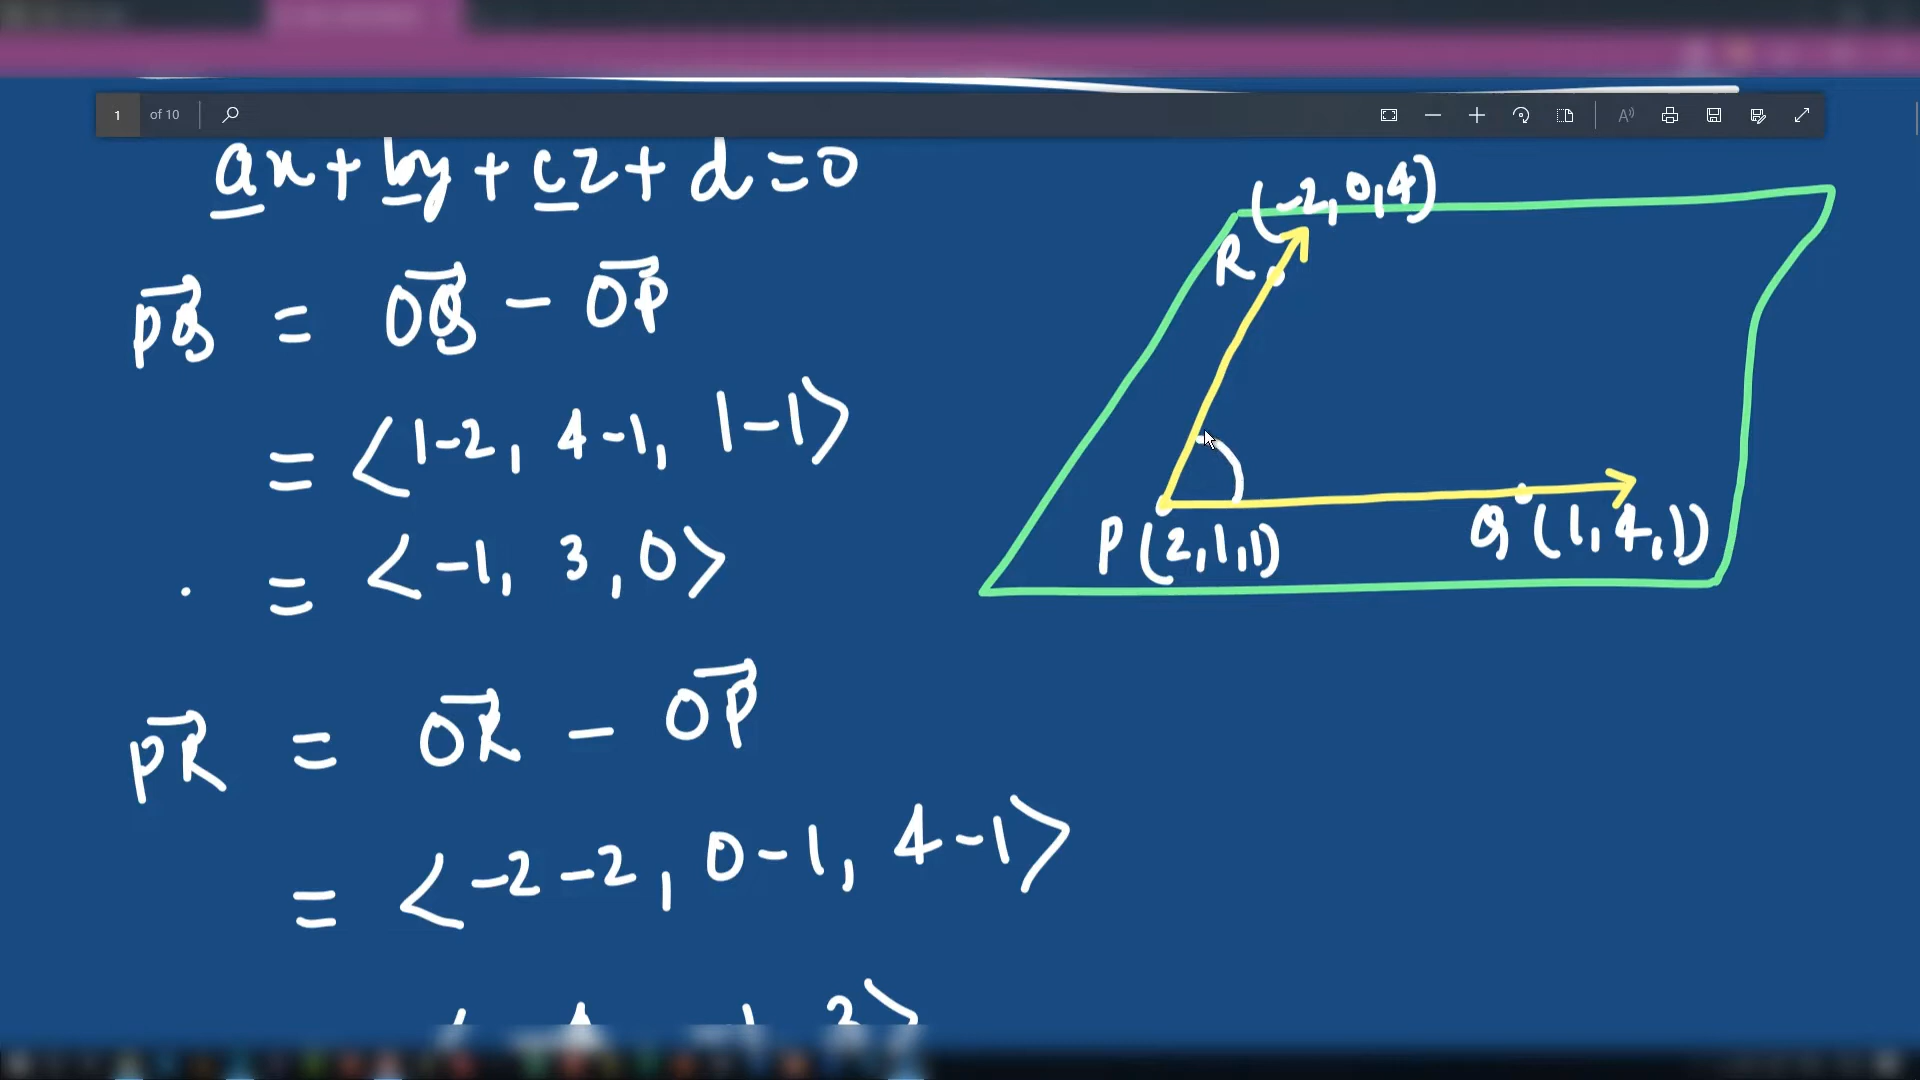 1 of 10
ax+by+cz+d=0
(-2,0,4)
R
PQ = OQ - OP
= <1-2, 4-1, 1-1>
P(2,1,1) Q(1,4,1)
= <-1, 3, 0>
PR = OR - OP
= <-2-2, 0-1, 4-1>